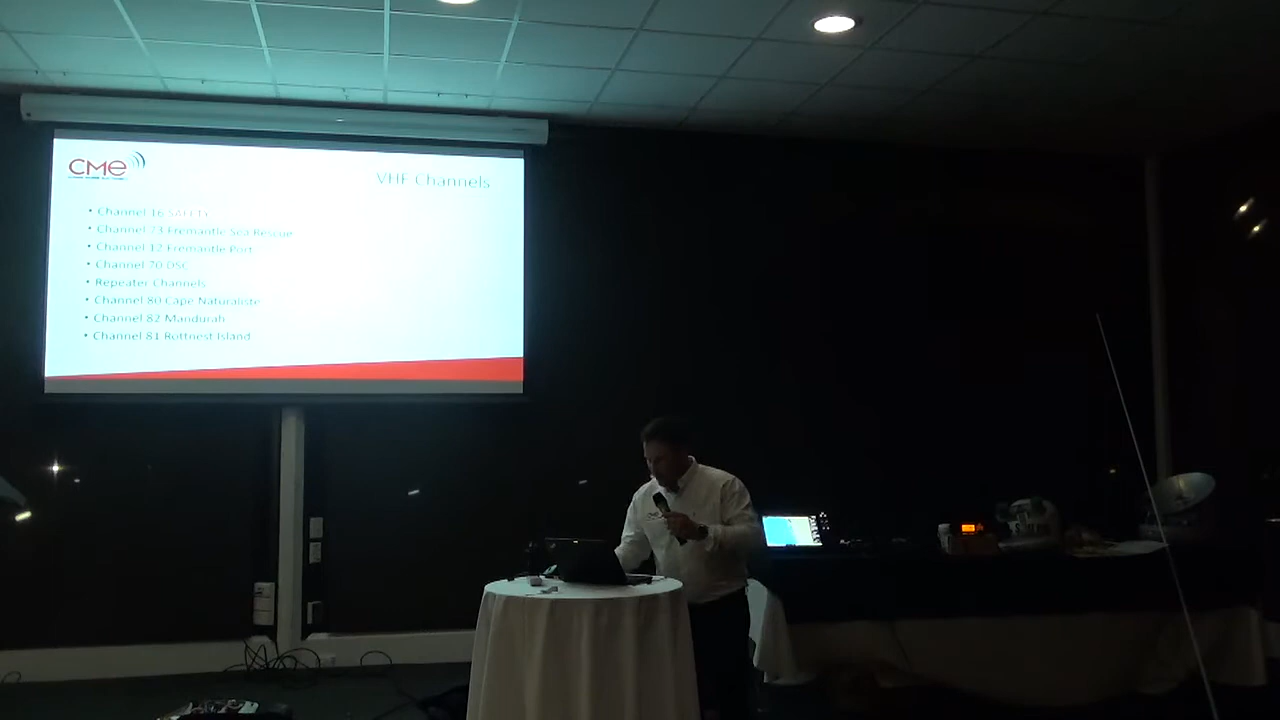 CME
VHF Channels
• Channel 16 SAFETY
• Channel 73 Fremantle Sea Rescue
• Channel 12 Fremantle Port
• Channel 70 DSC
• Repeater Channels
• Channel 80 Cape Naturaliste
• Channel 82 Mandurah
• Channel 81 Rottnest Island